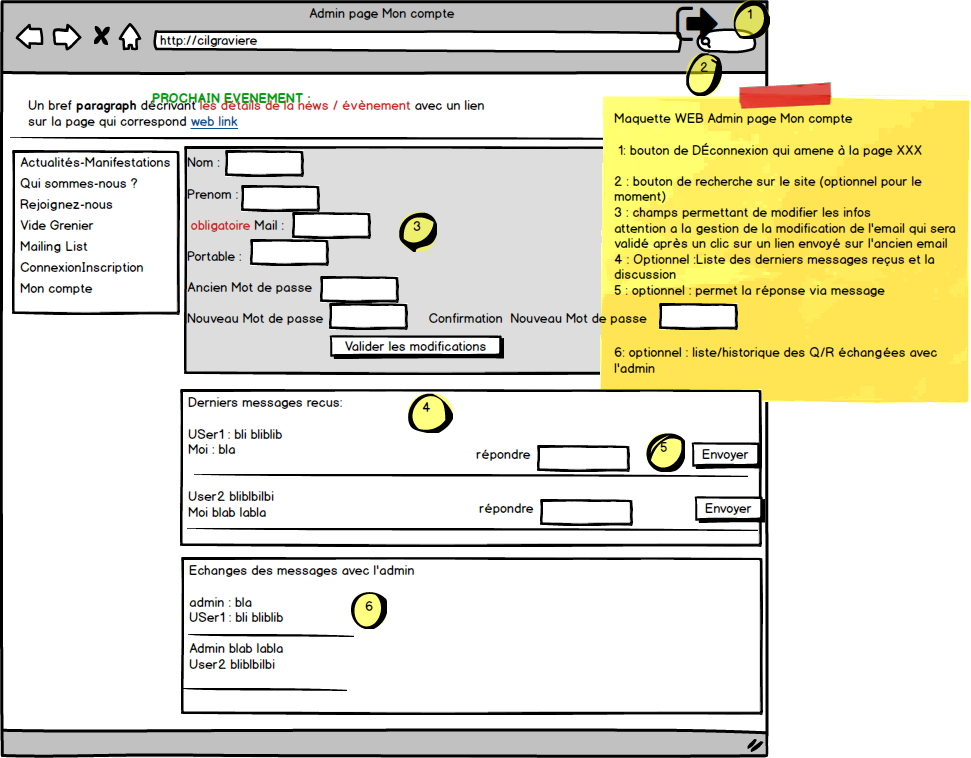 Admin page Mon compte
1
http://cilgraviere
2
PROCHAIN EVENEMENT :
Un bref paragraph décrivant les détails de la news / évènement avec un lien
sur la page qui correspond web link
Actualités-Manifestations
Qui sommes-nous ?
Rejoignez-nous
Vide Grenier
Mailing List
ConnexionInscription
Mon compte
Nom :
Prenom :
obligatoire Mail :
3
Portable :
Ancien Mot de passe
Nouveau Mot de passe
Confirmation Nouveau Mot de passe
Valider les modifications
Maquette WEB Admin page Mon compte
1: bouton de DÉconnexion qui amene à la page XXX
2 : bouton de recherche sur le site (optionnel pour le
moment)
3 : champs permettant de modifier les infos
attention a la gestion de la modification de l'email qui sera
validé après un clic sur un lien envoyé sur l'ancien email
4 : Optionnel :Liste des derniers messages reçus et la
discussion
5 : optionnel : permet la réponse via message
6: optionnel : liste/historique des Q/R échangées avec
l'admin
Derniers messages recus:
4
USer1 : bli bliblib
Moi : bla
répondre
5
Envoyer
User2 bliblbilbi
Moi blab labla
répondre
Envoyer
Echanges des messages avec l'admin
admin : bla
USer1 : bli bliblib
6
Admin blab labla
User2 bliblbilbi